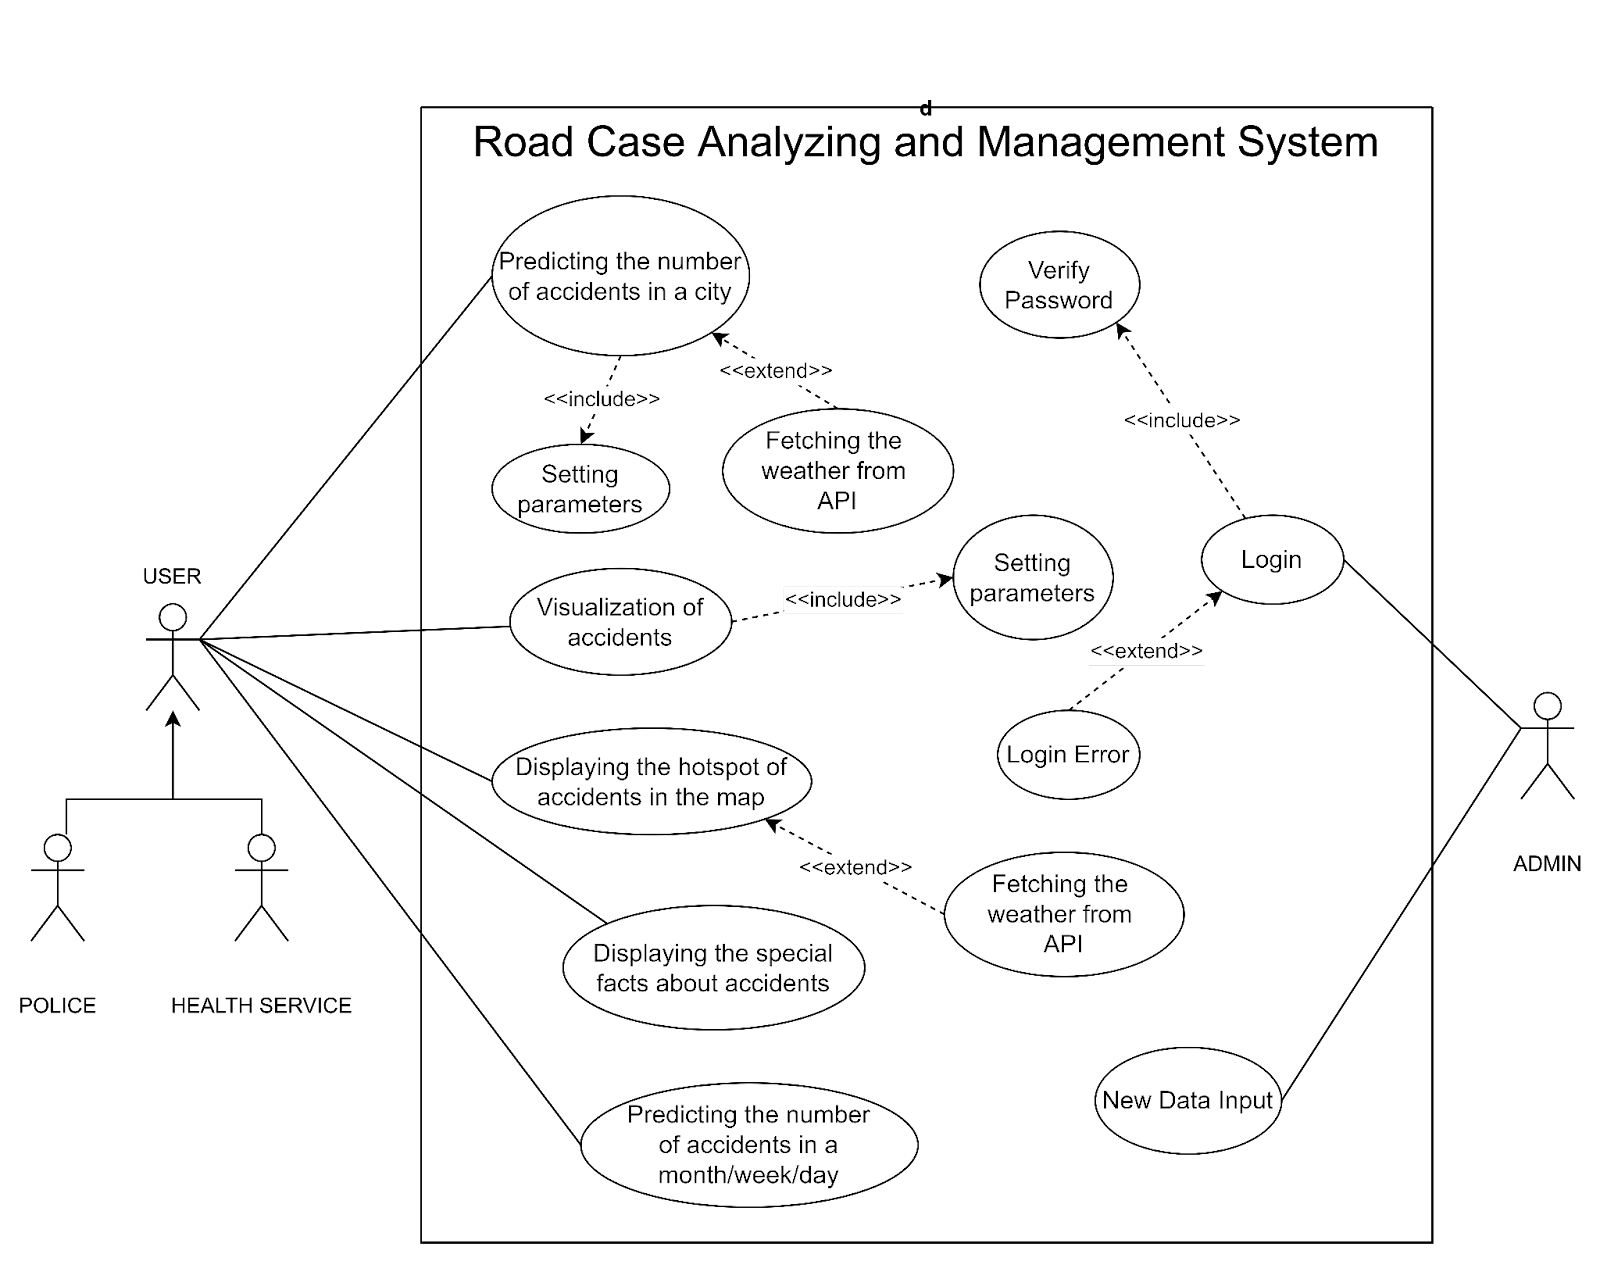 d
Road Case Analyzing and Management System
Predicting the number
of accidents in a city
Verify
Password
<<extend>>
<<include>>
<<include>>
Fetching the
weather from
API
Setting
parameters
Setting
parameters
Login
USER
Visualization of
accidents
<<include>>
<<extend>>
Login Error
Displaying the hotspot of
accidents in the map
<<extend>>
ADMIN
Fetching the
weather from
API
Displaying the special
facts about accidents
POLICE
HEALTH SERVICE
New Data Input
Predicting the number
of accidents in a
month/week/day